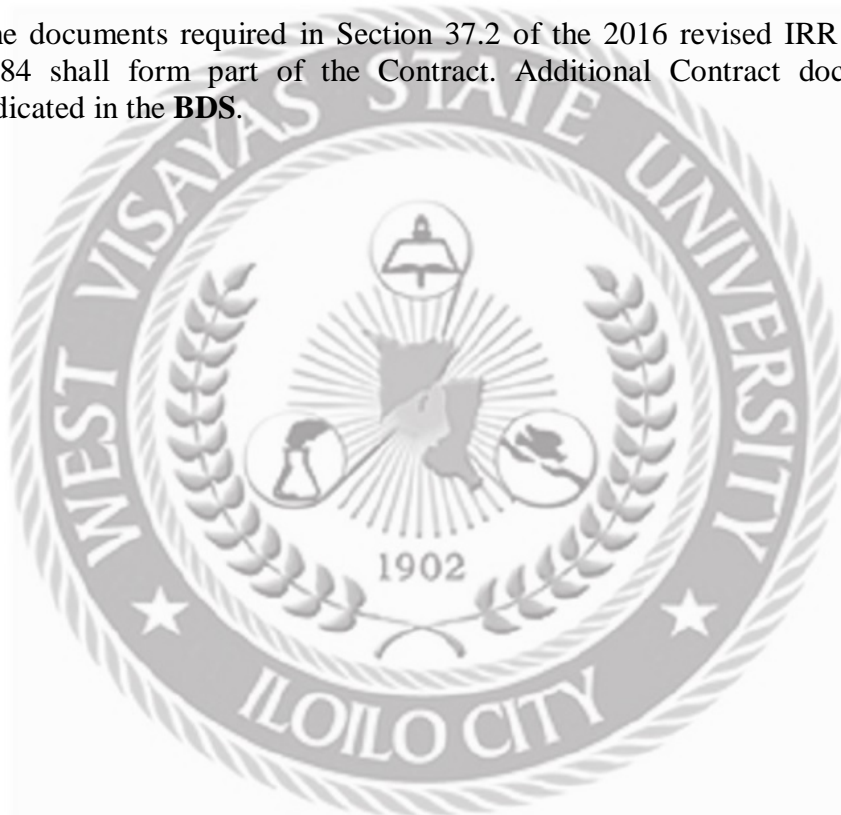 ne documents required in Section 37.2 of the 2016 revised IRR
84 shall form part of the Contract. Additional Contract doc
dicated in the BDS.
WEST VISAYAS STATE UNIVERSITY
1902
ILOILO CITY